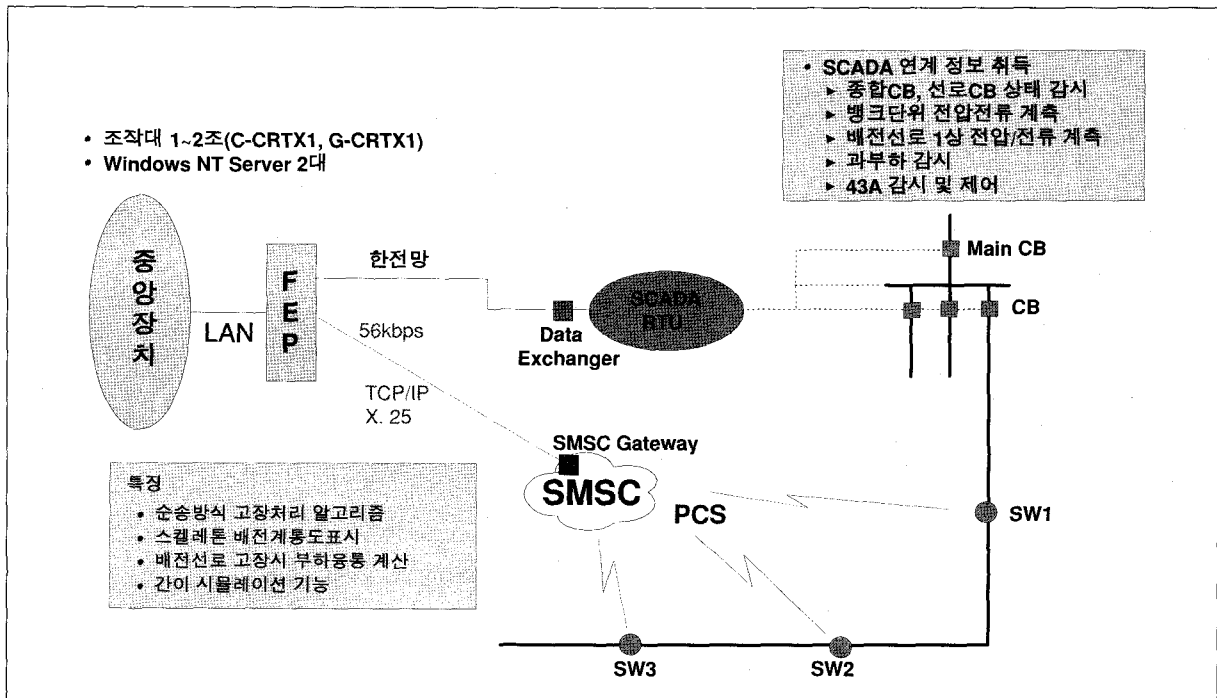 • SCADA 연계 정보 취득
▸ 종합CB, 선로CB 상태 감시
▸ 뱅크단위 전압전류 계측
▸ 배전선로 1상 전압/전류 계측
▸ 과부하 감시
▸ 43A 감시 및 제어
• 조작대 1~2조(C-CRTX1, G-CRTX1)
• Windows NT Server 2대
중앙장치
LAN
FEP
한전망
56kbps
TCP/IP
X. 25
Data
Exchanger
SCADA
RTU
Main CB
CB
SMSC Gateway
SMSC
PCS
SW1
SW2
SW3
특징
• 순송방식 고장처리 알고리즘
• 스켈레톤 배전계통도표시
• 배전선로 고장시 부하융통 계산
• 간이 시뮬레이션 기능